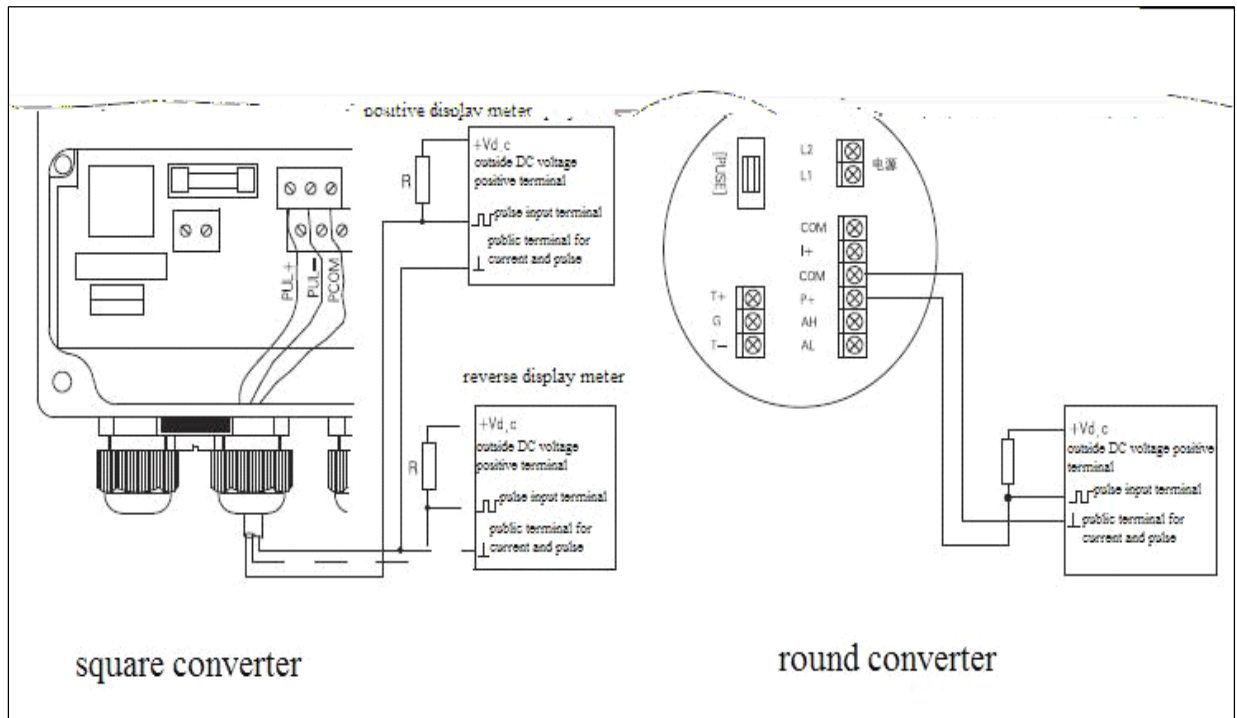 positive display meter
+Vd.c
outside DC voltage
positive terminal
R
pulse input terminal
public terminal for
current and pulse
PUL+
PUL−
PCOM
reverse display meter
+Vd.c
outside DC voltage
positive terminal
R
pulse input terminal
public terminal for
current and pulse
square converter
[FUSE]
L2
L1
电源
COM
I+
COM
P+
AH
AL
T+
G
T−
+Vd.c
outside DC voltage positive
terminal
pulse input terminal
public terminal for
current and pulse
round converter